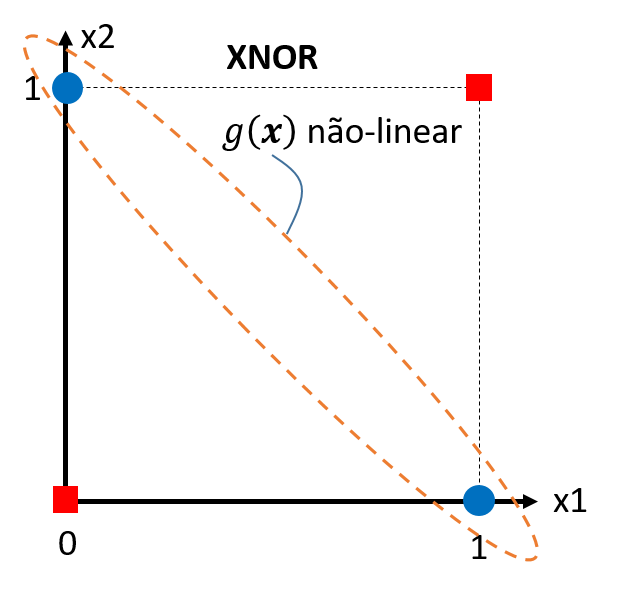 x2
XNOR
1
g(x) não-linear
x1
0
1